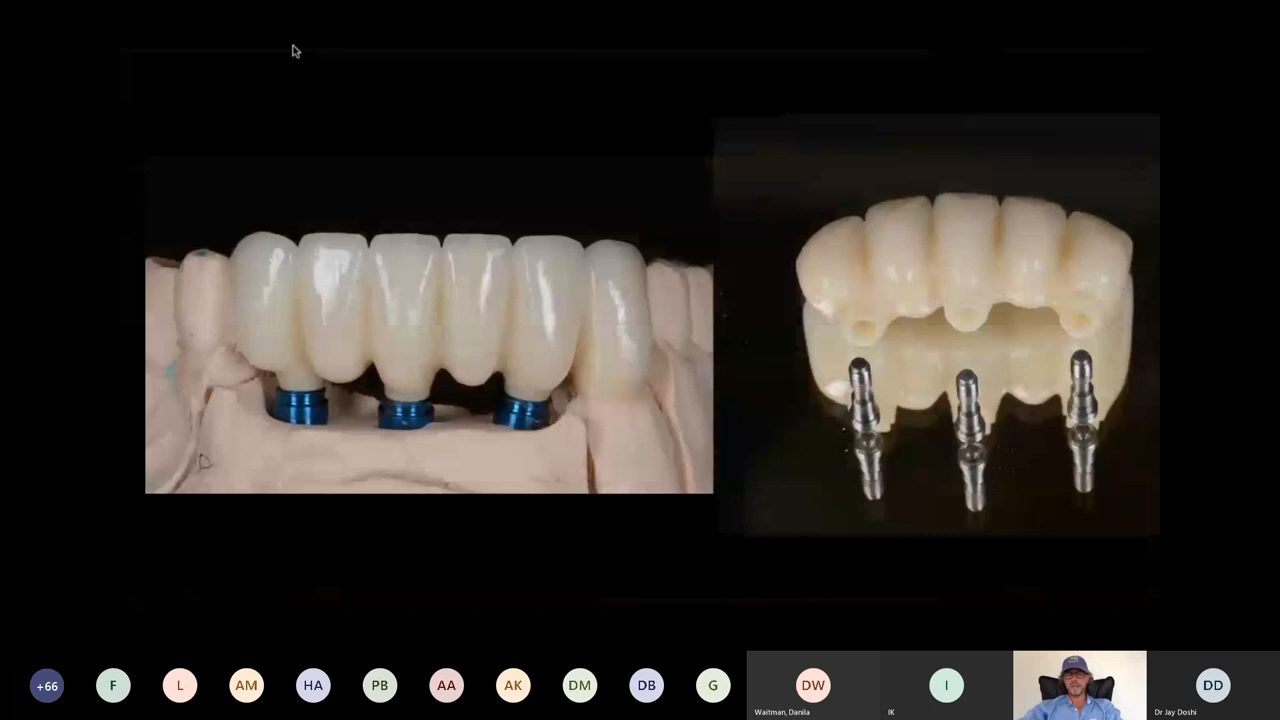 +66
F
L
AM
HA
PB
AA
AK
DM
DB
G
DW
I
DD
Waitman, Danila
IK
Dr Jay Doshi